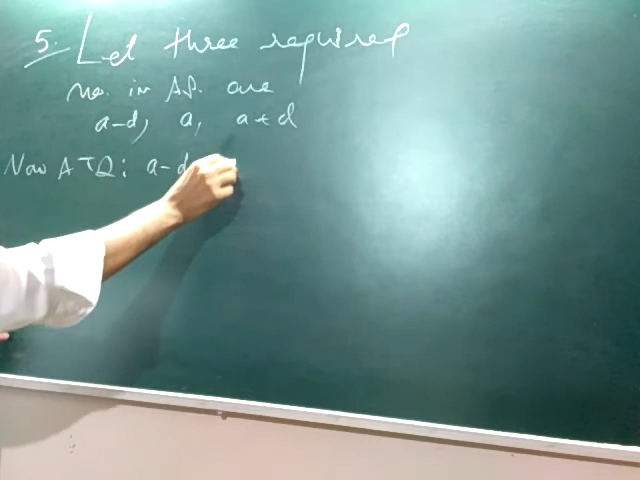 5. Let three required
no. in A.P. are
a-d, a, a+d
Now ATQ: a-d